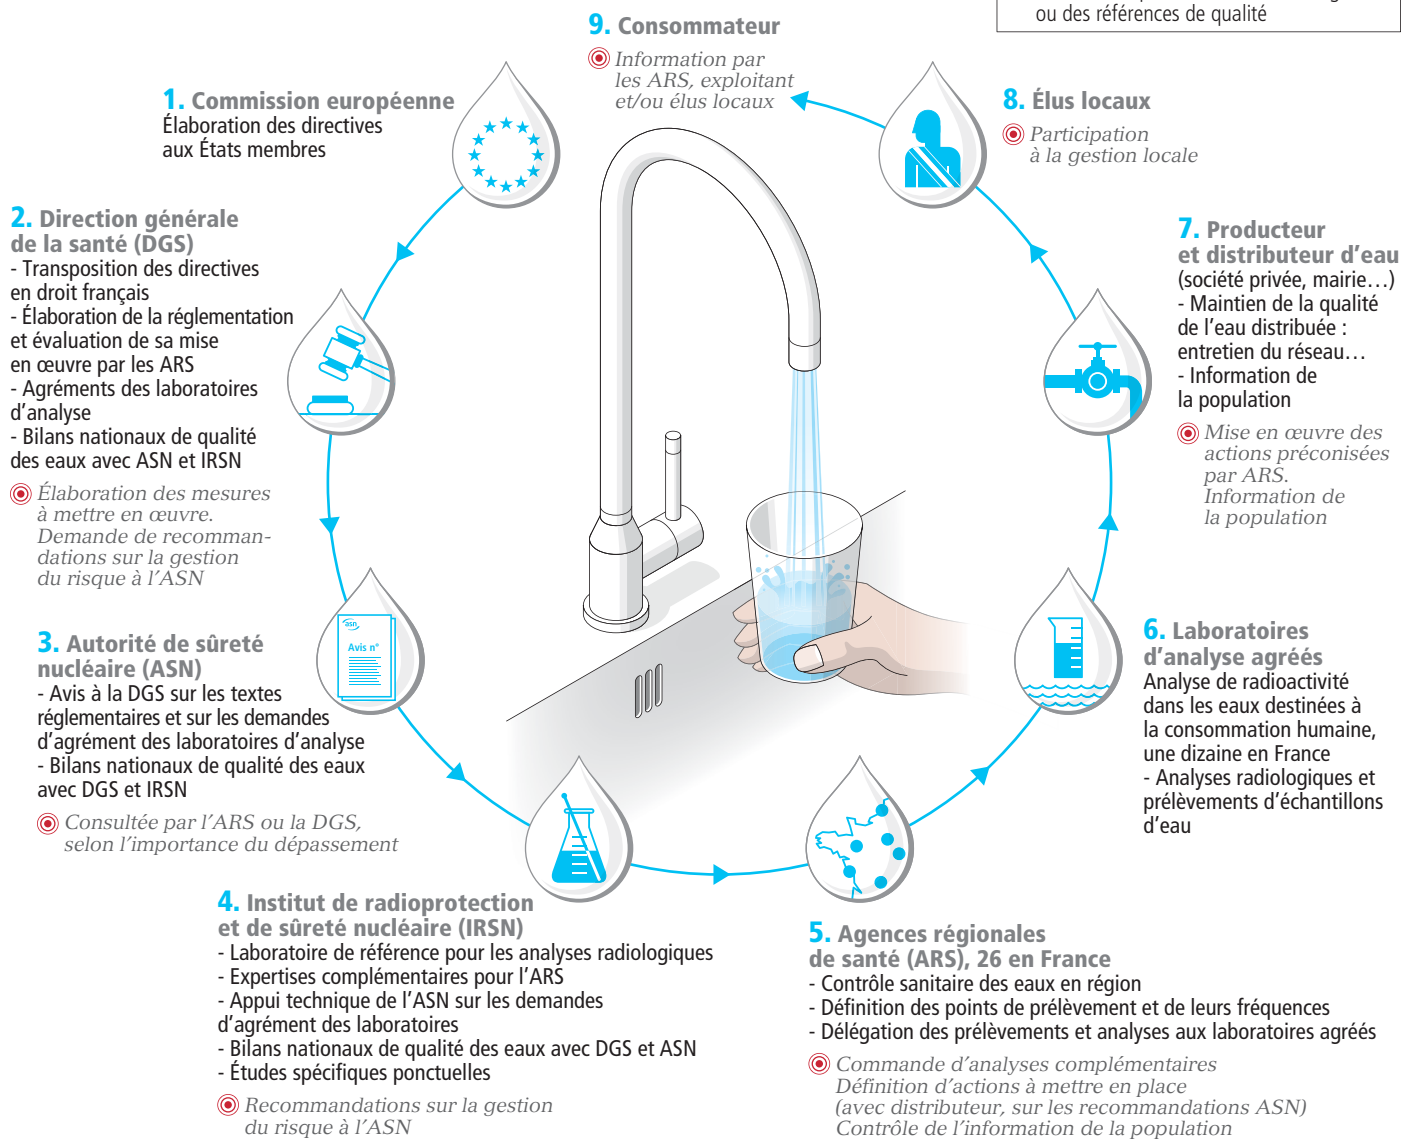 ou des références de qualité
9. Consommateur
Information par
les ARS, exploitant
et/ou élus locaux
1. Commission européenne
Élaboration des directives
aux États membres
8. Élus locaux
Participation
à la gestion locale
2. Direction générale
de la santé (DGS)
- Transposition des directives
en droit français
- Élaboration de la réglementation
et évaluation de sa mise
en œuvre par les ARS
- Agréments des laboratoires
d’analyse
- Bilans nationaux de qualité
des eaux avec ASN et IRSN
Élaboration des mesures
à mettre en œuvre.
Demande de recomman-
dations sur la gestion
du risque à l’ASN
7. Producteur
et distributeur d’eau
(société privée, mairie…)
- Maintien de la qualité
de l’eau distribuée :
entretien du réseau…
- Information de
la population
Mise en œuvre des
actions préconisées
par ARS.
Information de
la population
asn
Avis n°
3. Autorité de sûreté
nucléaire (ASN)
- Avis à la DGS sur les textes
réglementaires et sur les demandes
d’agrément des laboratoires d’analyse
- Bilans nationaux de qualité des eaux
avec DGS et IRSN
Consultée par l’ARS ou la DGS,
selon l’importance du dépassement
6. Laboratoires
d’analyse agréés
Analyse de radioactivité
dans les eaux destinées à
la consommation humaine,
une dizaine en France
- Analyses radiologiques et
prélèvements d’échantillons
d’eau
4. Institut de radioprotection
et de sûreté nucléaire (IRSN)
- Laboratoire de référence pour les analyses radiologiques
- Expertises complémentaires pour l’ARS
- Appui technique de l’ASN sur les demandes
d’agrément des laboratoires
- Bilans nationaux de qualité des eaux avec DGS et ASN
- Études spécifiques ponctuelles
Recommandations sur la gestion
du risque à l’ASN
5. Agences régionales
de santé (ARS), 26 en France
- Contrôle sanitaire des eaux en région
- Définition des points de prélèvement et de leurs fréquences
- Délégation des prélèvements et analyses aux laboratoires agréés
Commande d’analyses complémentaires
Définition d’actions à mettre en place
(avec distributeur, sur les recommandations ASN)
Contrôle de l’information de la population